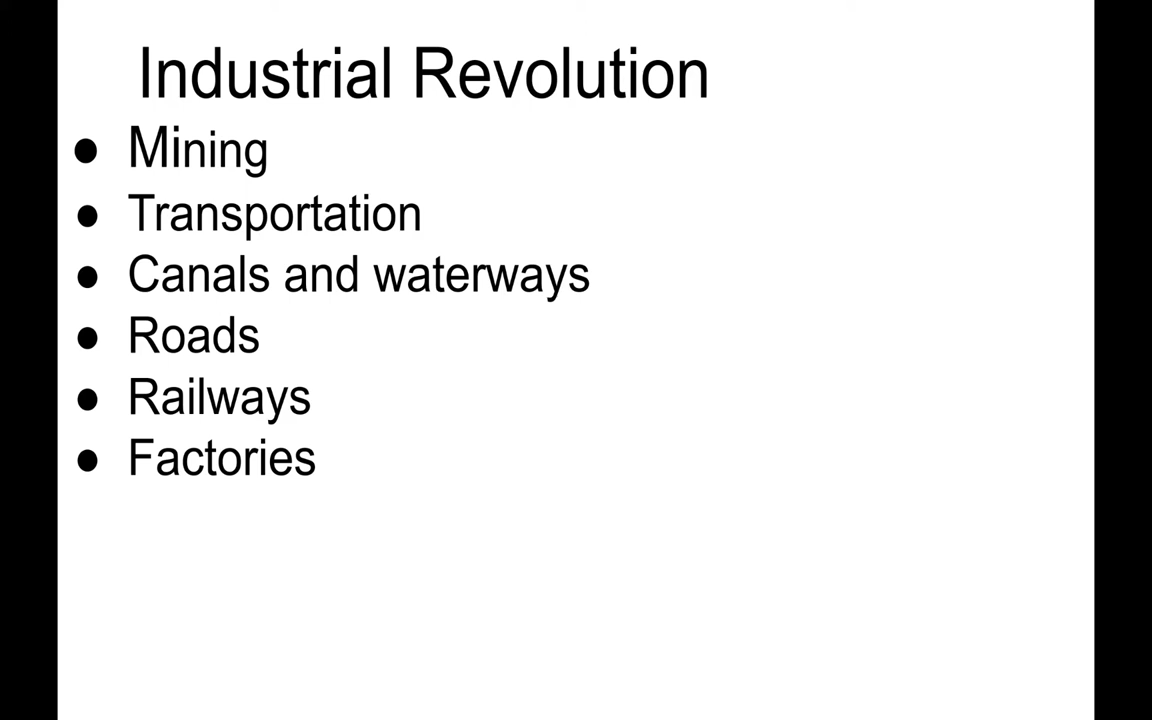 Industrial Revolution
● Mining
● Transportation
● Canals and waterways
● Roads
● Railways
● Factories